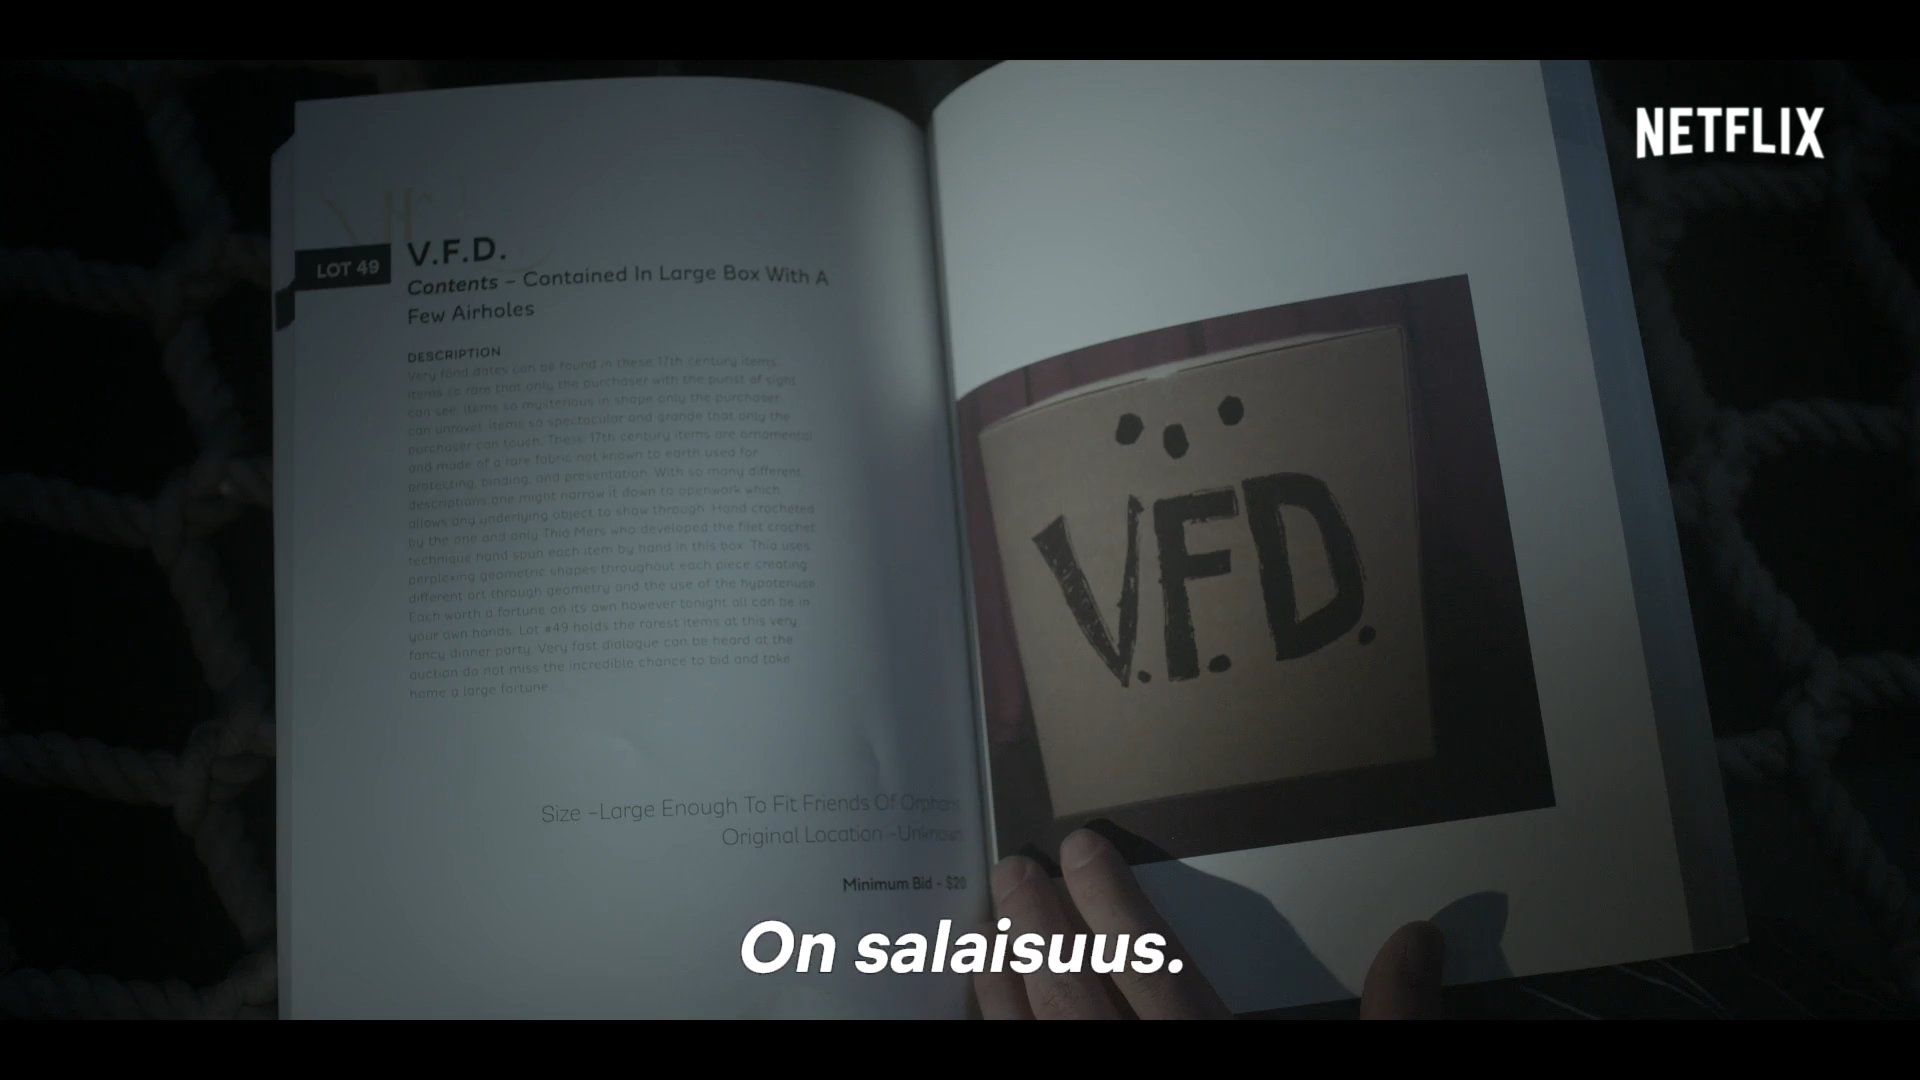 NETFLIX
LOT 49
V.F.D.
Contents – Contained In Large Box With A
Few Airholes
DESCRIPTION
Very fond dates can be found in these 17th century items.
Items so rare that only the purchaser with the purist of sight
can see. Items so mysterious in shape only the purchaser
can unravel. Items so spectacular and grande that only the
purchaser can touch. These 17th century items are ornamental
and made of a rare fabric not known to earth used for
protecting, binding, and presentation. With so many different
descriptions one might narrow it down to openwork which
allows any underlying object to show through. Hand crocheted
by the one and only Thia Mers who developed the filet crochet
technique hand spun each item by hand in this box. Thia uses
perplexing geometric shapes throughout each piece creating
different art through geometry and the use of the hypotenuse.
Each worth a fortune on its own however tonight all can be in
your own hands. Lot #49 holds the rarest items at this very
fancy dinner party. Very fast dialogue can be heard at the
auction do not miss the incredible chance to bid and take
home a large fortune.
Size –Large Enough To Fit Friends Of Orphans
Original Location –Unknown
Minimum Bid – $20
V.F.D.
On salaisuus.